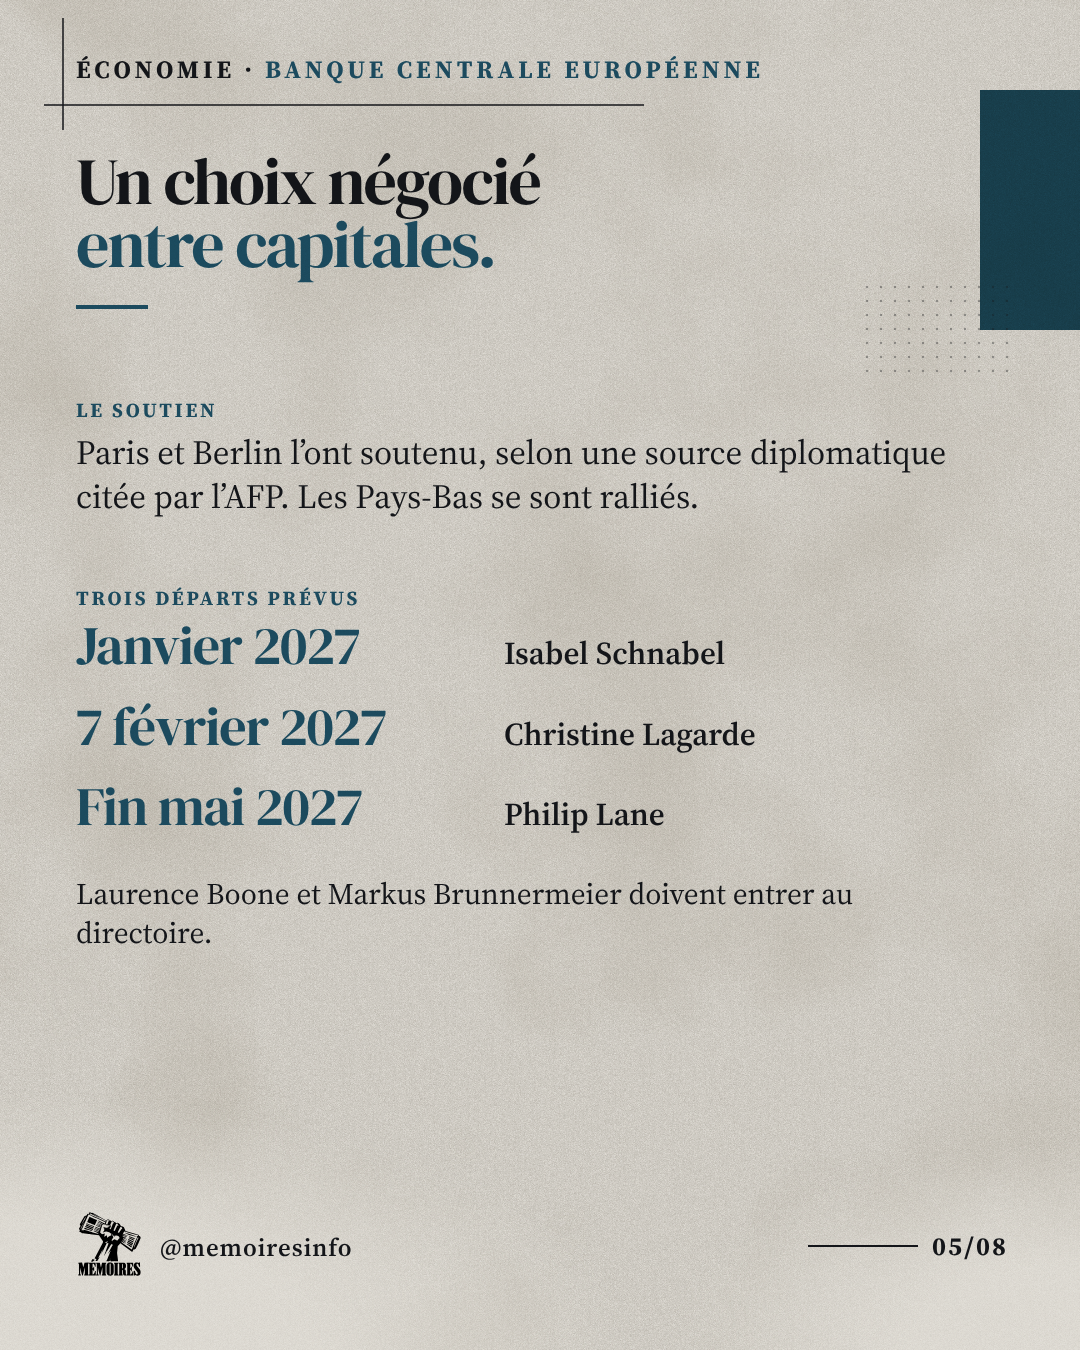 ÉCONOMIE · BANQUE CENTRALE EUROPÉENNE
Un choix négocié
entre capitales.
LE SOUTIEN
Paris et Berlin l’ont soutenu, selon une source diplomatique
citée par l’AFP. Les Pays-Bas se sont ralliés.
TROIS DÉPARTS PRÉVUS
Janvier 2027 Isabel Schnabel
7 février 2027 Christine Lagarde
Fin mai 2027 Philip Lane
Laurence Boone et Markus Brunnermeier doivent entrer au
directoire.
MÉMOIRES
@memoiresinfo
05/08